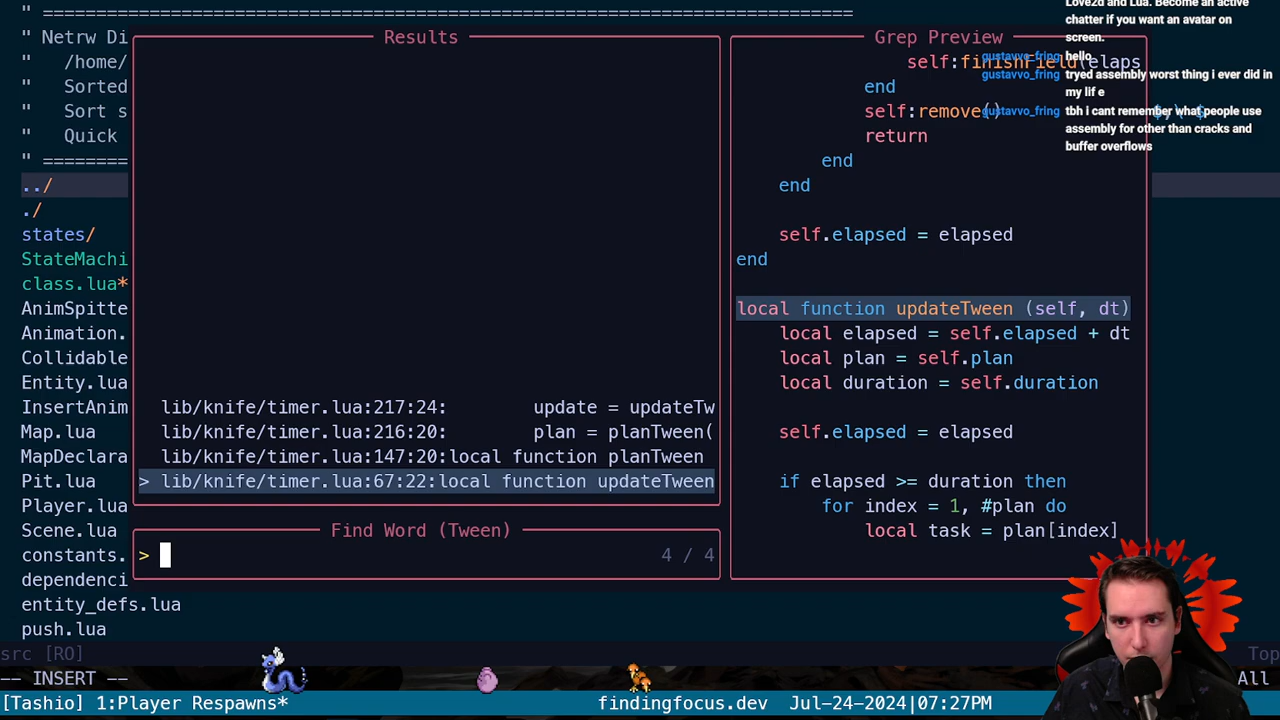 " ============================================================================
" Netrw Di
"   /home/
"   Sorted
"   Sort s
"   Quick
" ========
../
./
states/
StateMachi
class.lua*
AnimSpitte
Animation.
Collidable
Entity.lua
InsertAnim
Map.lua
MapDeclara
Pit.lua
Player.lua
Scene.lua
constants.
dependenci
entity_defs.lua
push.lua
src [RO]
Top
-- INSERT --
All
[Tashio] 1:Player Respawns*
findingfocus.dev  Jul-24-2024|07:27PM
Results
lib/knife/timer.lua:217:24:        update = updateTw
lib/knife/timer.lua:216:20:        plan = planTween(
lib/knife/timer.lua:147:20:local function planTween
> lib/knife/timer.lua:67:22:local function updateTween
Find Word (Tween)
>
4 / 4
Grep Preview
self:finishField(elaps
end
self:remove()
return
end
end
self.elapsed = elapsed
end
local function updateTween (self, dt)
local elapsed = self.elapsed + dt
local plan = self.plan
local duration = self.duration
self.elapsed = elapsed
if elapsed >= duration then
for index = 1, #plan do
local task = plan[index]
Love2d and Lua. Become an active
chatter if you want an avatar on
screen.
gustavvo_fring hello
gustavvo_fring tryed assembly worst thing i ever did in
my lif e
gustavvo_fring tbh i cant remember what people use
assembly for other than cracks and
buffer overflows